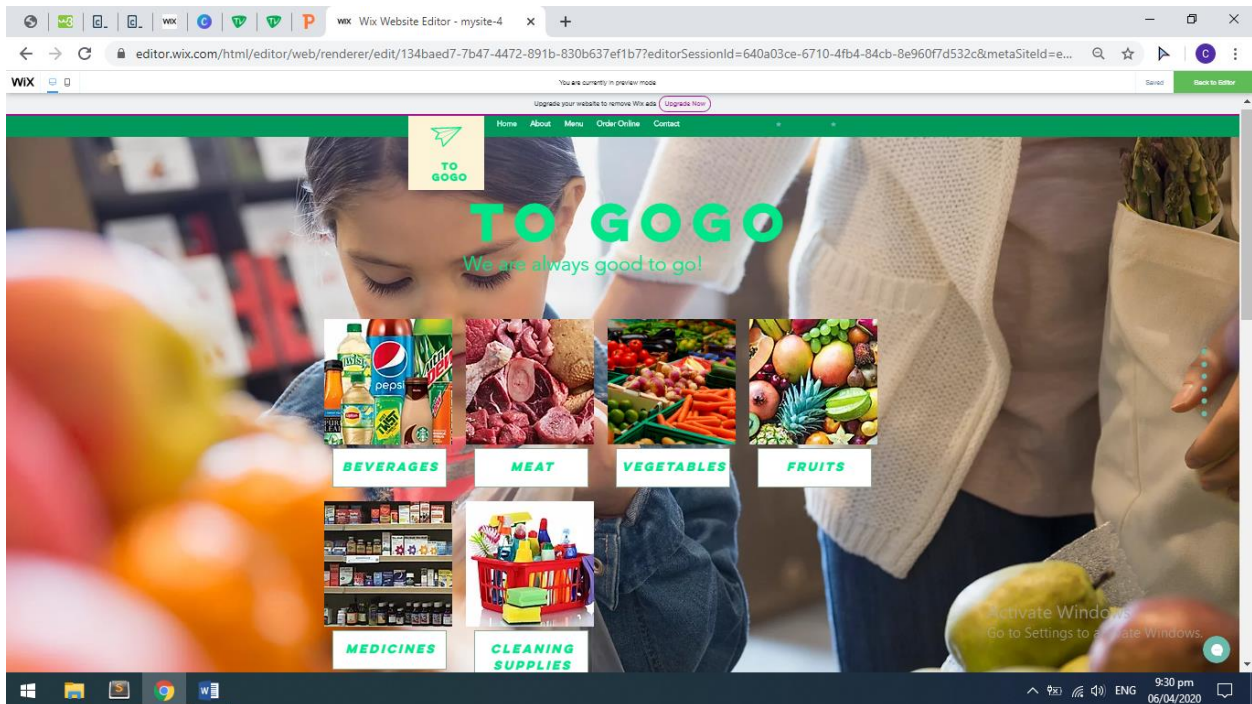 Wix Website Editor - mysite-4
editor.wix.com/html/editor/web/renderer/edit/134baed7-7b47-4472-891b-830b637ef1b7?editorSessionId=640a03ce-6710-4fb4-84cb-8e960f7d532c&metaSiteId=e...
WiX
You are currently in preview mode
Saved
Back to Editor
Upgrade your website to remove Wix ads
Upgrade Now
Home About Menu Order Online Contact
TO
GOGO
TO GOGO
We are always good to go!
pepsi
BEVERAGES
MEAT
VEGETABLES
FRUITS
MEDICINES
CLEANING
SUPPLIES
Activate Windows
Go to Settings to activate Windows.
ENG
9:30 pm
06/04/2020